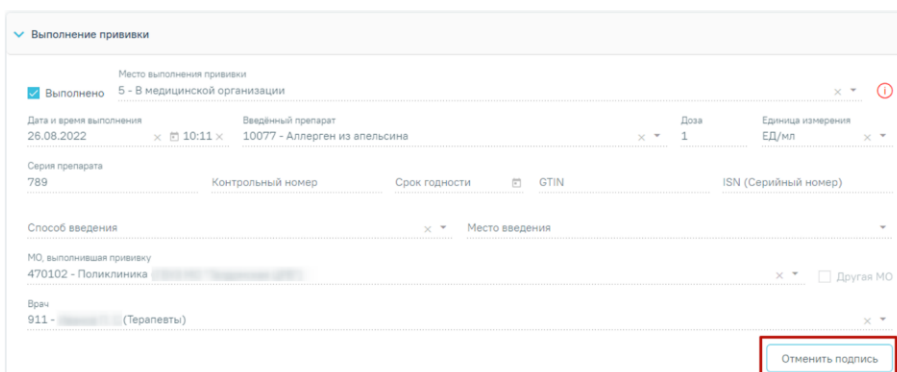 Выполнение прививки
Место выполнения прививки
Выполнено 5 - В медицинской организации
Дата и время выполнения Введённый препарат Доза Единица измерения
26.08.2022 10:11 10077 - Аллерген из апельсина 1 ЕД/мл
Серия препарата
789 Контрольный номер Срок годности GTIN ISN (Серийный номер)
Способ введения Место введения
МО, выполнившая прививку
470102 - Поликлиника Другая МО
Врач
911 - (Терапевты)
Отменить подпись